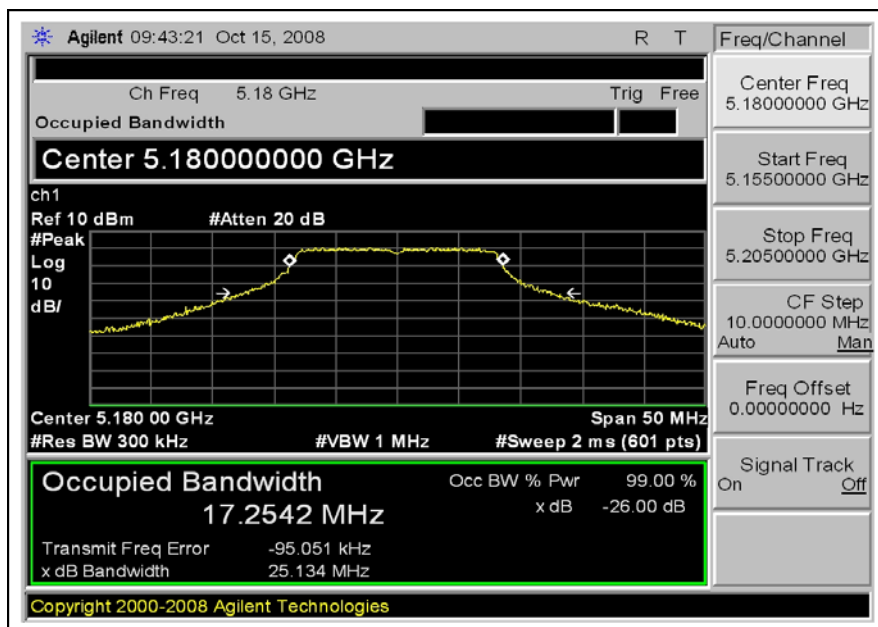 Agilent 09:43:21 Oct 15, 2008 R T
Freq/Channel
Ch Freq 5.18 GHz Trig Free
Occupied Bandwidth
Center 5.180000000 GHz
ch1
Ref 10 dBm #Atten 20 dB
#Peak
Log
10
dB/
Center 5.180 00 GHz Span 50 MHz
#Res BW 300 kHz #VBW 1 MHz #Sweep 2 ms (601 pts)
Occupied Bandwidth Occ BW % Pwr 99.00 %
17.2542 MHz x dB -26.00 dB
Transmit Freq Error -95.051 kHz
x dB Bandwidth 25.134 MHz
Copyright 2000-2008 Agilent Technologies
Center Freq
5.18000000 GHz
Start Freq
5.15500000 GHz
Stop Freq
5.20500000 GHz
CF Step
10.0000000 MHz
Auto Man
Freq Offset
0.00000000 Hz
Signal Track
On Off